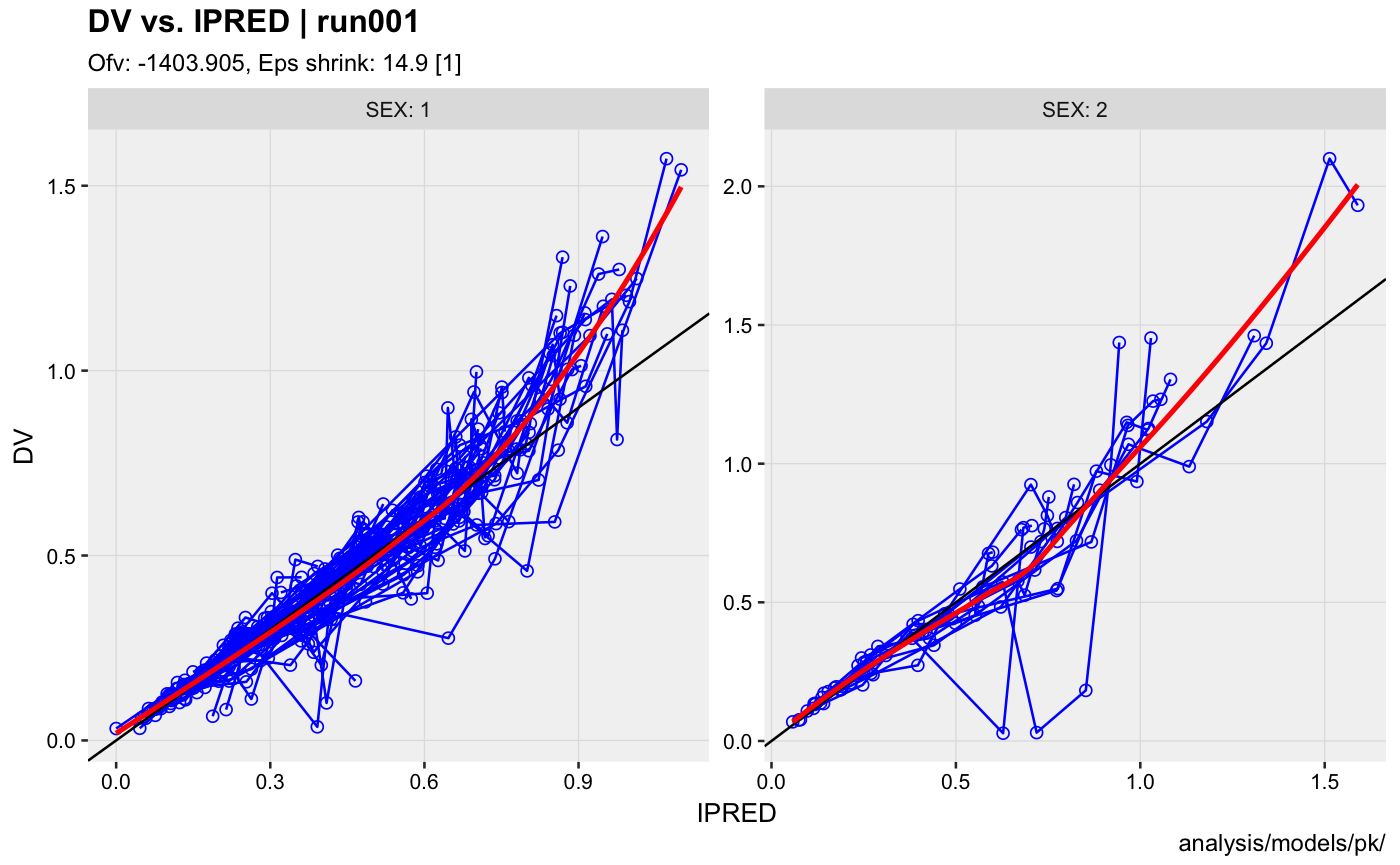 DV vs. IPRED | run001
Ofv: -1403.905, Eps shrink: 14.9 [1]
SEX: 1
SEX: 2
1.5
1.0
0.5
0.0
2.0
1.5
1.0
0.5
0.0
DV
0.0 0.3 0.6 0.9
0.0 0.5 1.0 1.5
IPRED
analysis/models/pk/